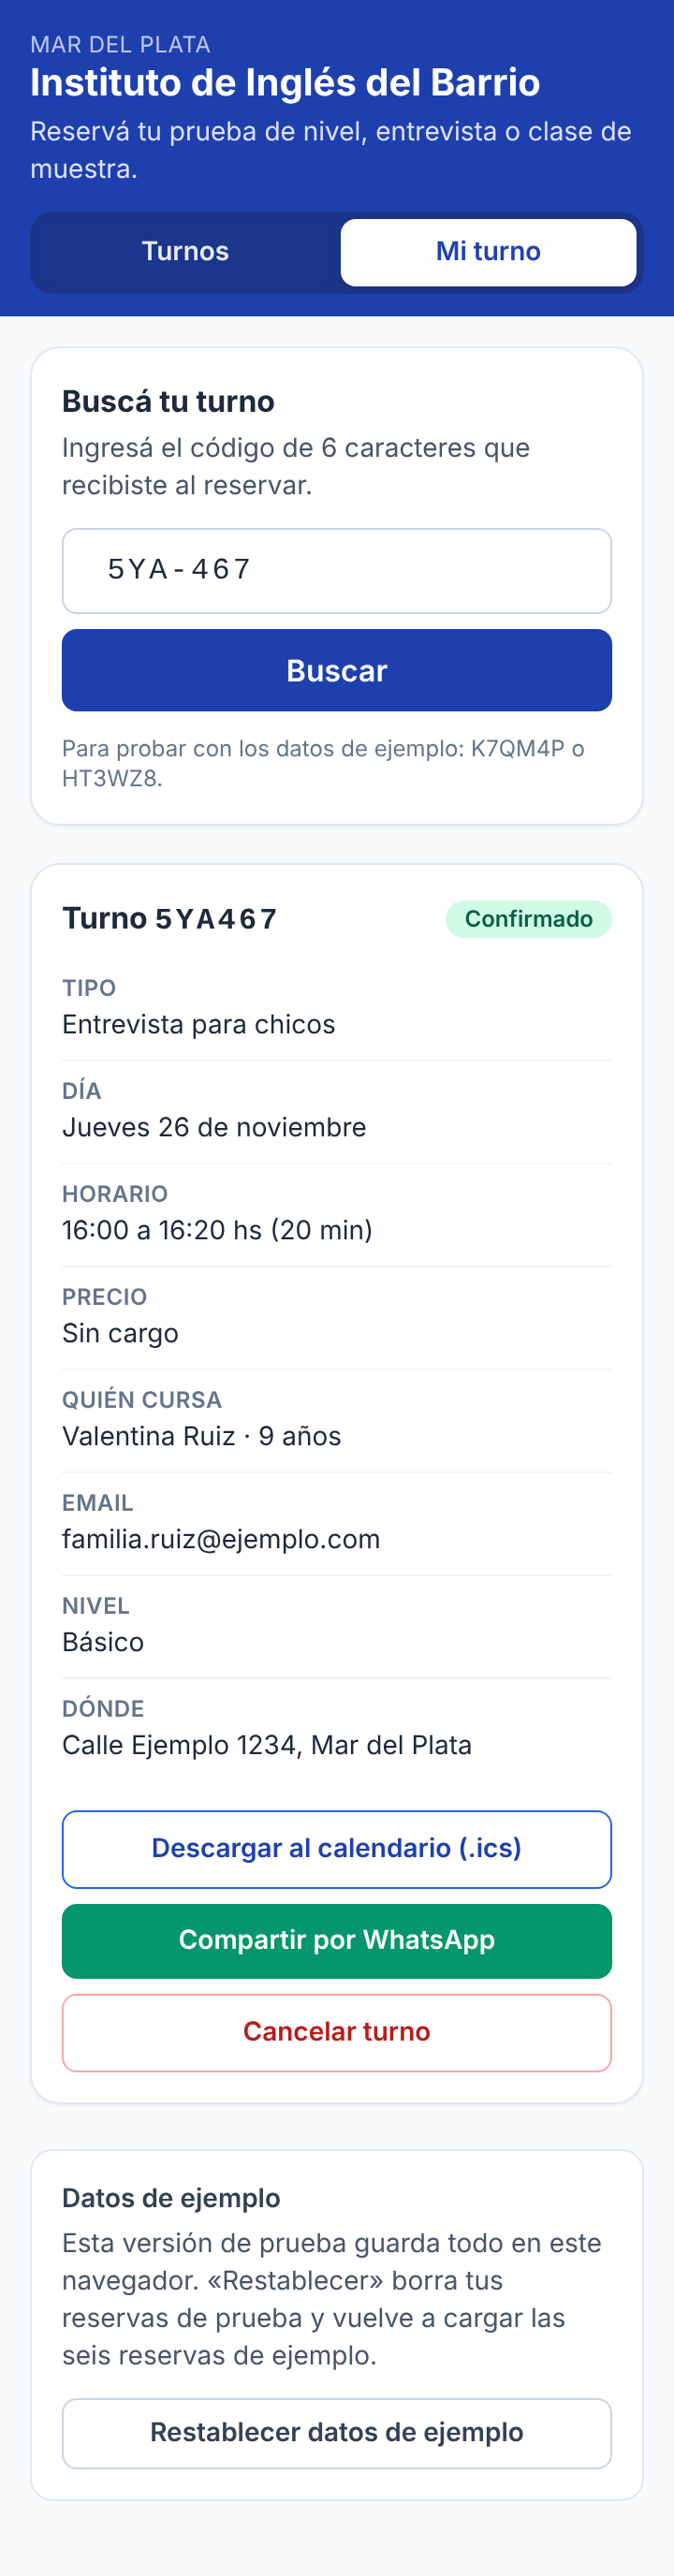 MAR DEL PLATA
Instituto de Inglés del Barrio
Reservá tu prueba de nivel, entrevista o clase de
muestra.
Turnos
Mi turno
Buscá tu turno
Ingresá el código de 6 caracteres que
recibiste al reservar.
5YA-467
Buscar
Para probar con los datos de ejemplo: K7QM4P o
HT3WZ8.
Turno 5YA467
Confirmado
TIPO
Entrevista para chicos
DÍA
Jueves 26 de noviembre
HORARIO
16:00 a 16:20 hs (20 min)
PRECIO
Sin cargo
QUIÉN CURSA
Valentina Ruiz · 9 años
EMAIL
familia.ruiz@ejemplo.com
NIVEL
Básico
DÓNDE
Calle Ejemplo 1234, Mar del Plata
Descargar al calendario (.ics)
Compartir por WhatsApp
Cancelar turno
Datos de ejemplo
Esta versión de prueba guarda todo en este
navegador. «Restablecer» borra tus
reservas de prueba y vuelve a cargar las
seis reservas de ejemplo.
Restablecer datos de ejemplo